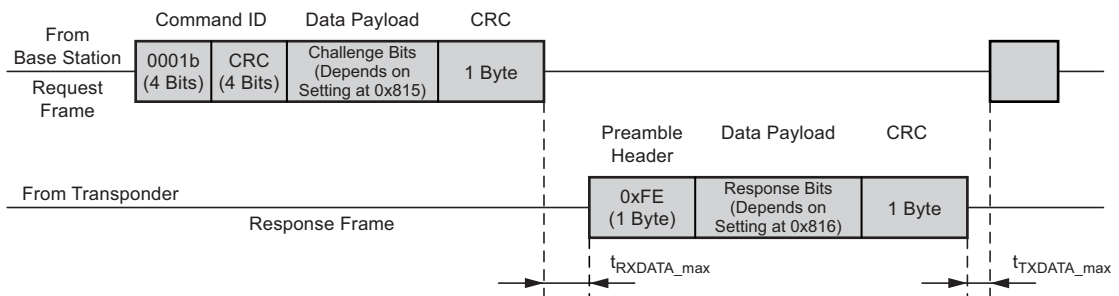 Command ID
Data Payload
CRC
From
Base Station
Request
Frame
0001b
(4 Bits)
CRC
(4 Bits)
Challenge Bits
(Depends on
Setting at 0x815)
1 Byte
Preamble
Header
Data Payload
CRC
From Transponder
Response Frame
0xFE
(1 Byte)
Response Bits
(Depends on
Setting at 0x816)
1 Byte
tRXDATA_max
tTXDATA_max